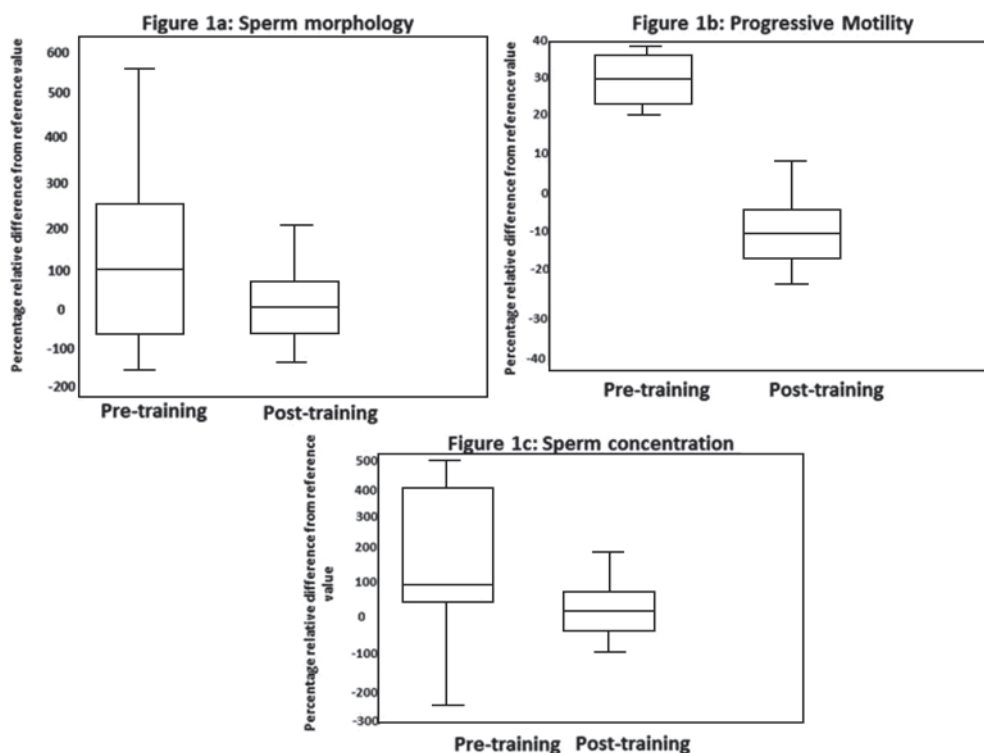 Figure 1a: Sperm morphology
Percentage relative difference from reference value
600
500
400
300
200
100
0
-100
-200
Pre-training
Post-training
Figure 1b: Progressive Motility
Percentage relative difference from reference value
40
30
20
10
-0
-10
-20
-30
-40
Pre-training
Post-training
Figure 1c: Sperm concentration
Percentage relative difference from reference
value
500
400
300
200
100
0
-100
-200
-300
Pre-training
Post-training